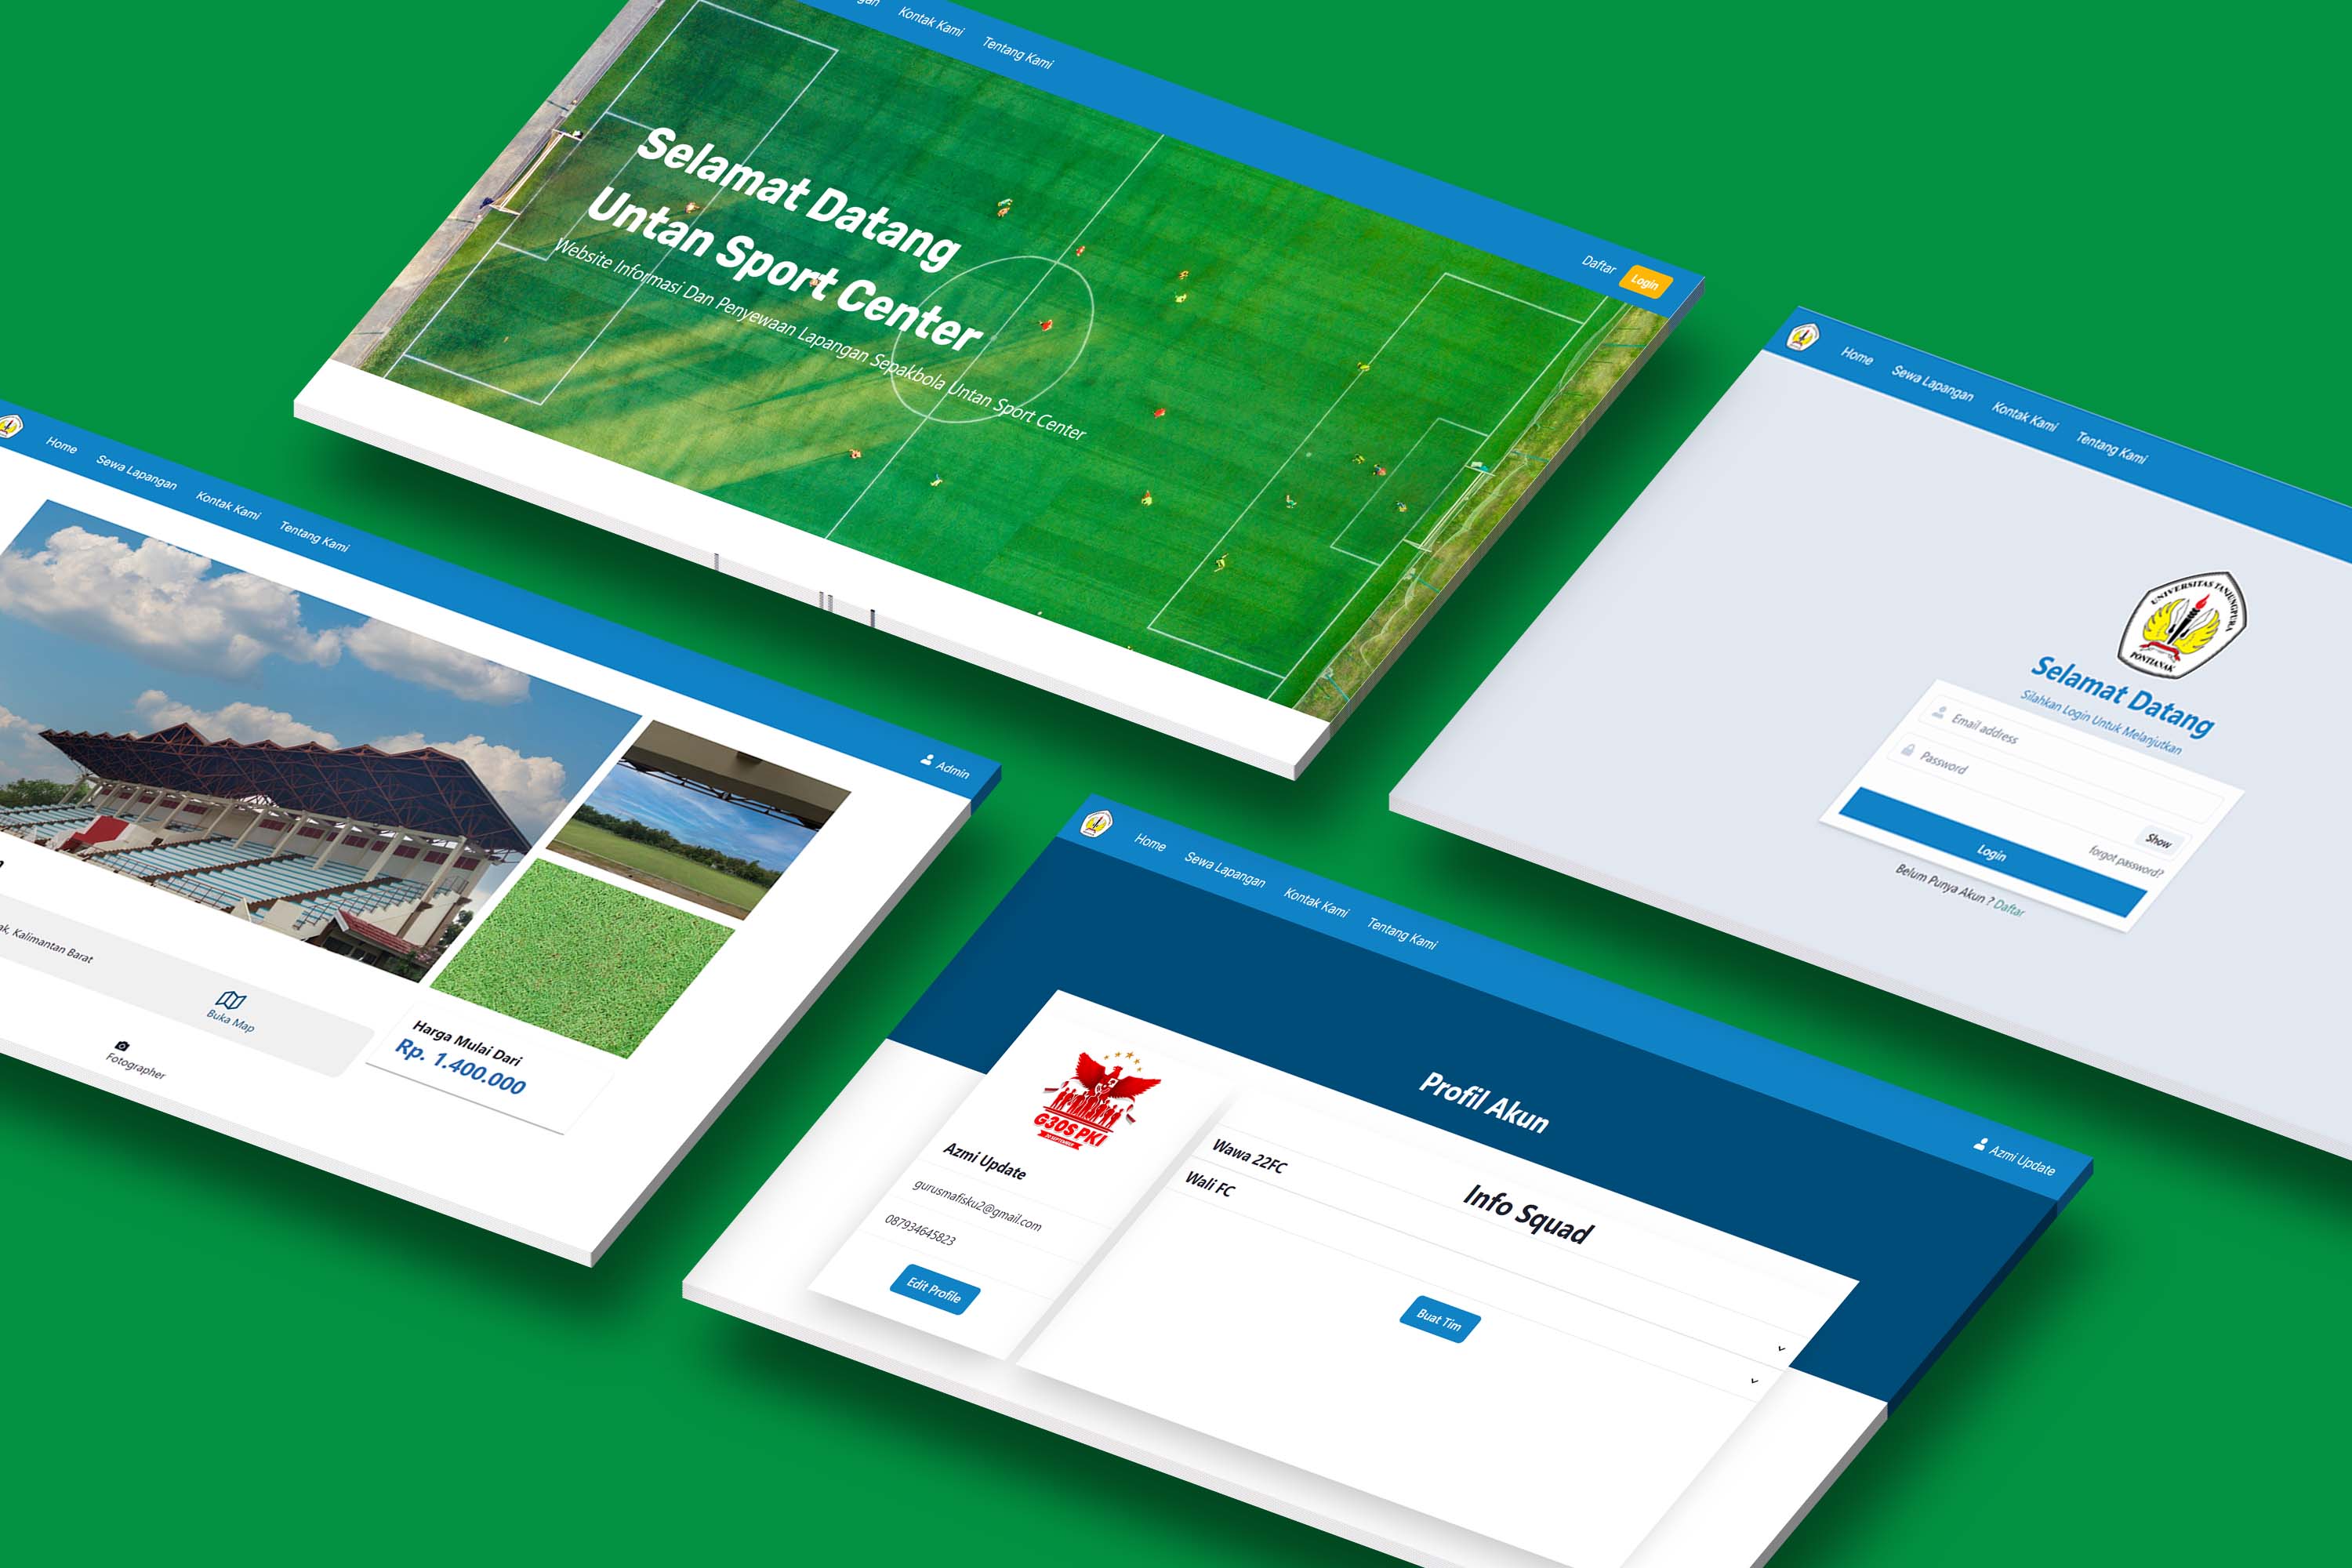 Kontak Kami
Tentang Kami
Daftar
Login
Selamat Datang
Untan Sport Center
Website Informasi Dan Penyewaan Lapangan Sepakbola Untan Sport Center
Home
Sewa Lapangan
Kontak Kami
Tentang Kami
UNIVERSITAS TANJUNGPURA
PONTIANAK
Selamat Datang
Silahkan Login Untuk Melanjutkan
Email address
Password
Show
forgot password?
Login
Belum Punya Akun ? Daftar
Home
Sewa Lapangan
Kontak Kami
Tentang Kami
Admin
Kalimantan Barat
Buka Map
Fotographer
Harga Mulai Dari
Rp. 1.400.000
Home
Sewa Lapangan
Kontak Kami
Tentang Kami
Azmi Update
Profil Akun
G30S PKI
Azmi Update
gurusmafisku2@gmail.com
087934645823
Edit Profile
Info Squad
Wawa 22FC
Wali FC
Buat Tim